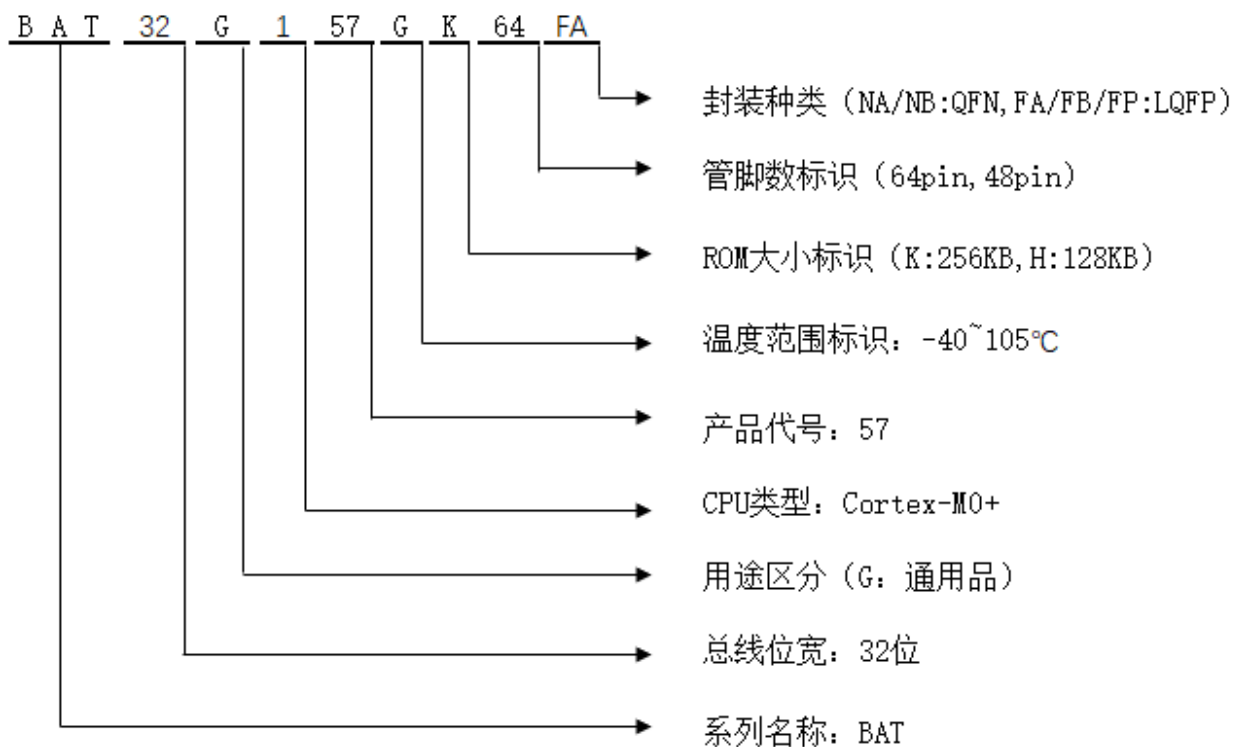 BAT 32 G 1 57 G K 64 FA
封装种类（NA/NB:QFN,FA/FB/FP:LQFP）
管脚数标识（64pin,48pin）
ROM大小标识（K:256KB,H:128KB）
温度范围标识：-40~105℃
产品代号：57
CPU类型：Cortex-M0+
用途区分（G：通用品）
总线位宽：32位
系列名称：BAT